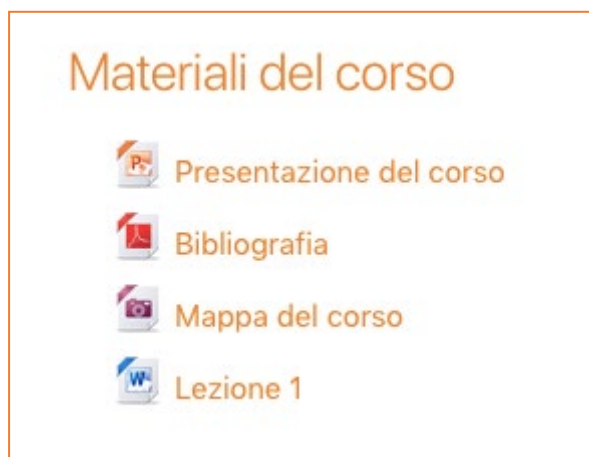 Materiali del corso
Presentazione del corso
Bibliografia
Mappa del corso
Lezione 1